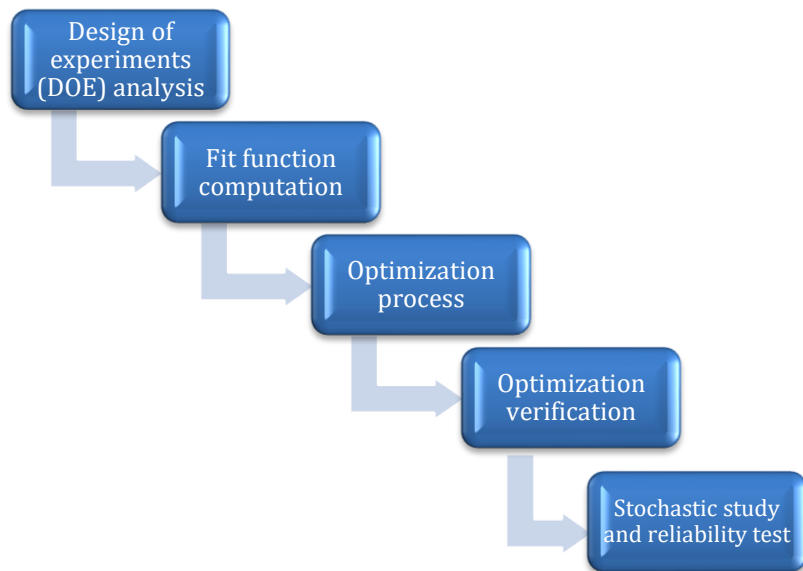 Design of
experiments
(DOE) analysis
Fit function
computation
Optimization
process
Optimization
verification
Stochastic study
and reliability test